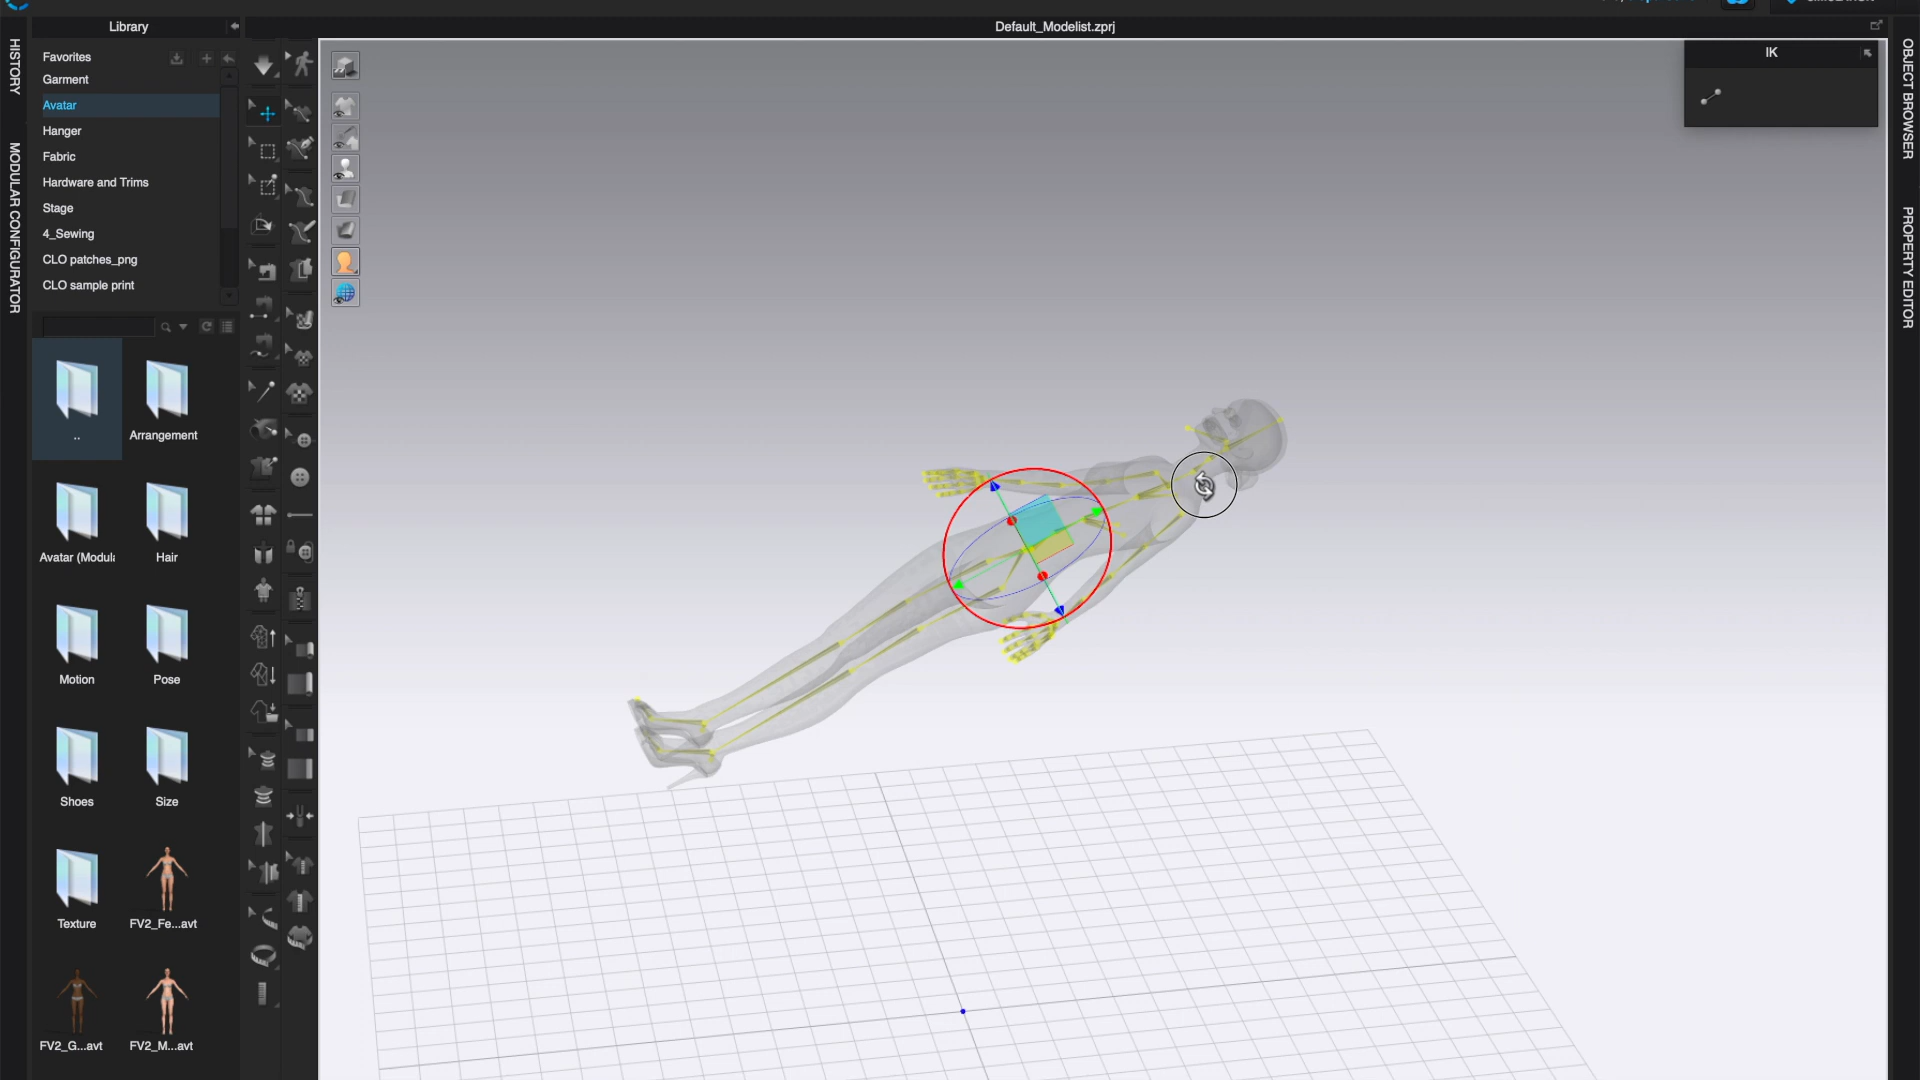 Library
Default_Modelist.zprj
HISTORY
MODULAR CONFIGURATOR
Favorites
Garment
Avatar
Hanger
Fabric
Hardware and Trims
Stage
4_Sewing
CLO patches_png
CLO sample print
..
Arrangement
Avatar (Modul
Hair
Motion
Pose
Shoes
Size
Texture
FV2_Fe...avt
FV2_G...avt
FV2_M...avt
IK
OBJECT BROWSER
PROPERTY EDITOR